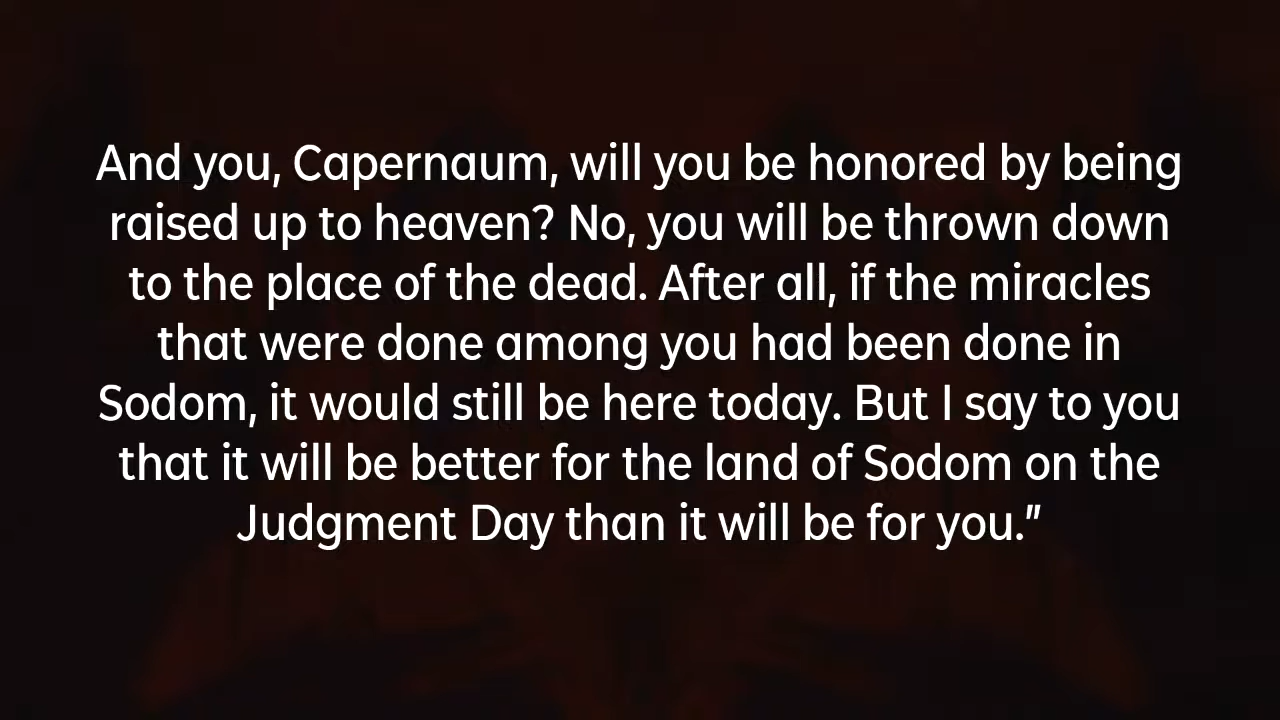 And you, Capernaum, will you be honored by being
raised up to heaven? No, you will be thrown down
to the place of the dead. After all, if the miracles
that were done among you had been done in
Sodom, it would still be here today. But I say to you
that it will be better for the land of Sodom on the
Judgment Day than it will be for you.”